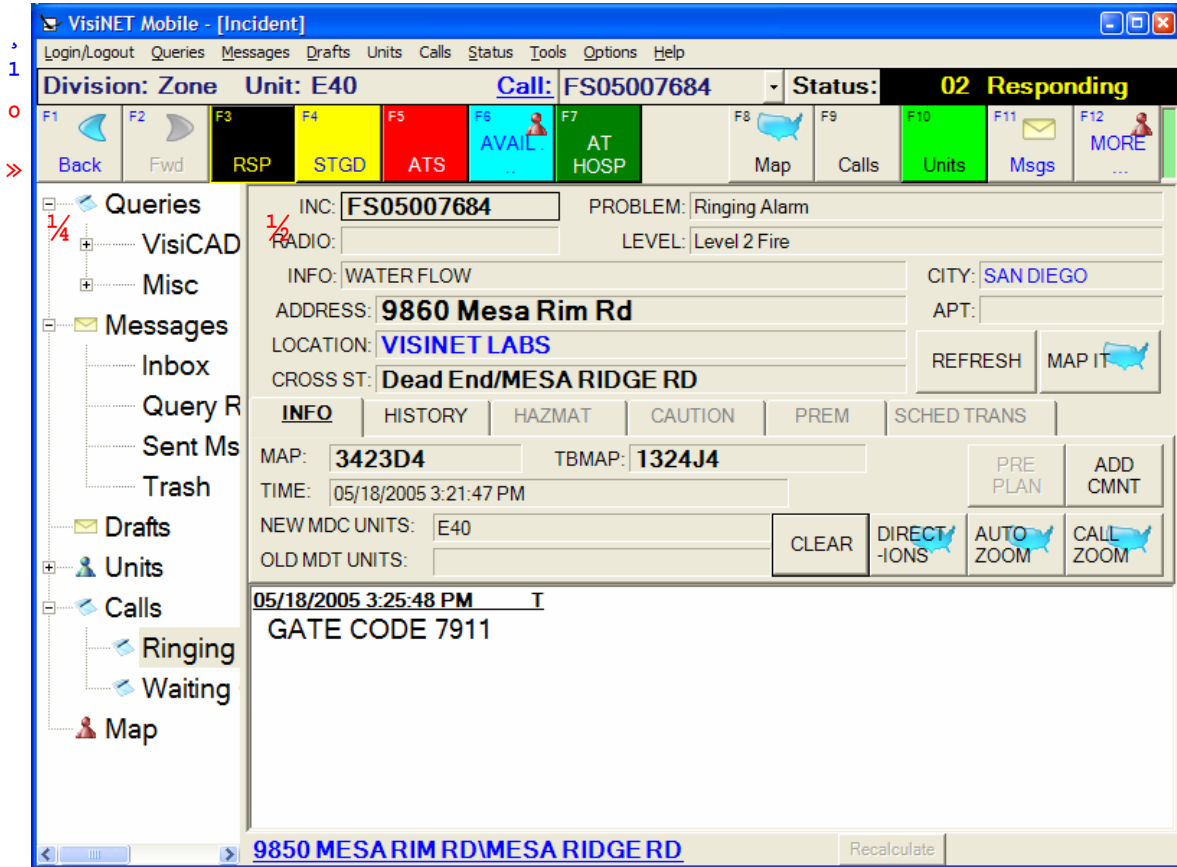 VisiNET Mobile - [Incident]
Login/Logout Queries Messages Drafts Units Calls Status Tools Options Help
¸
1
o
»
Division: Zone Unit: E40 Call: FS05007684 Status: 02 Responding
F1 Back
F2 Fwd
F3 RSP
F4 STGD
F5 ATS
F6 AVAIL. ..
F7 AT HOSP
F8 Map
F9 Calls
F10 Units
F11 Msgs
F12 MORE ...
¼
Queries
VisiCAD
Misc
Messages
Inbox
Query R
Sent Ms
Trash
Drafts
Units
Calls
Ringing
Waiting
Map
½
INC: FS05007684 PROBLEM: Ringing Alarm
RADIO: LEVEL: Level 2 Fire
INFO: WATER FLOW CITY: SAN DIEGO
ADDRESS: 9860 Mesa Rim Rd APT:
LOCATION: VISINET LABS
REFRESH MAP IT
CROSS ST: Dead End/MESA RIDGE RD
INFO HISTORY HAZMAT CAUTION PREM SCHED TRANS
MAP: 3423D4 TBMAP: 1324J4
PRE PLAN
ADD CMNT
TIME: 05/18/2005 3:21:47 PM
NEW MDC UNITS: E40
CLEAR
DIRECT -IONS
AUTO ZOOM
CALL ZOOM
OLD MDT UNITS:
05/18/2005 3:25:48 PM T
GATE CODE 7911
9850 MESA RIM RD\MESA RIDGE RD Recalculate